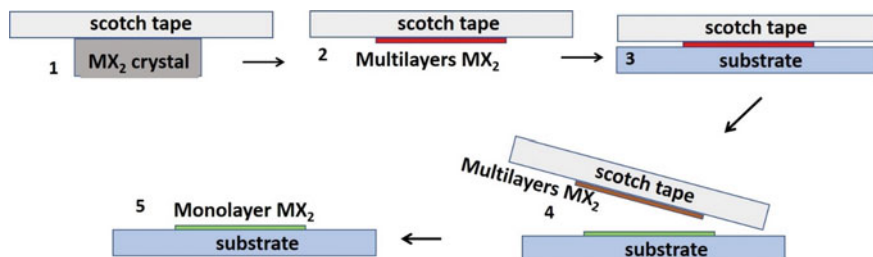 scotch tape
1
MX₂ crystal
scotch tape
2
Multilayers MX₂
scotch tape
3
substrate
scotch tape
Multilayers MX₂
4
substrate
5
Monolayer MX₂
substrate